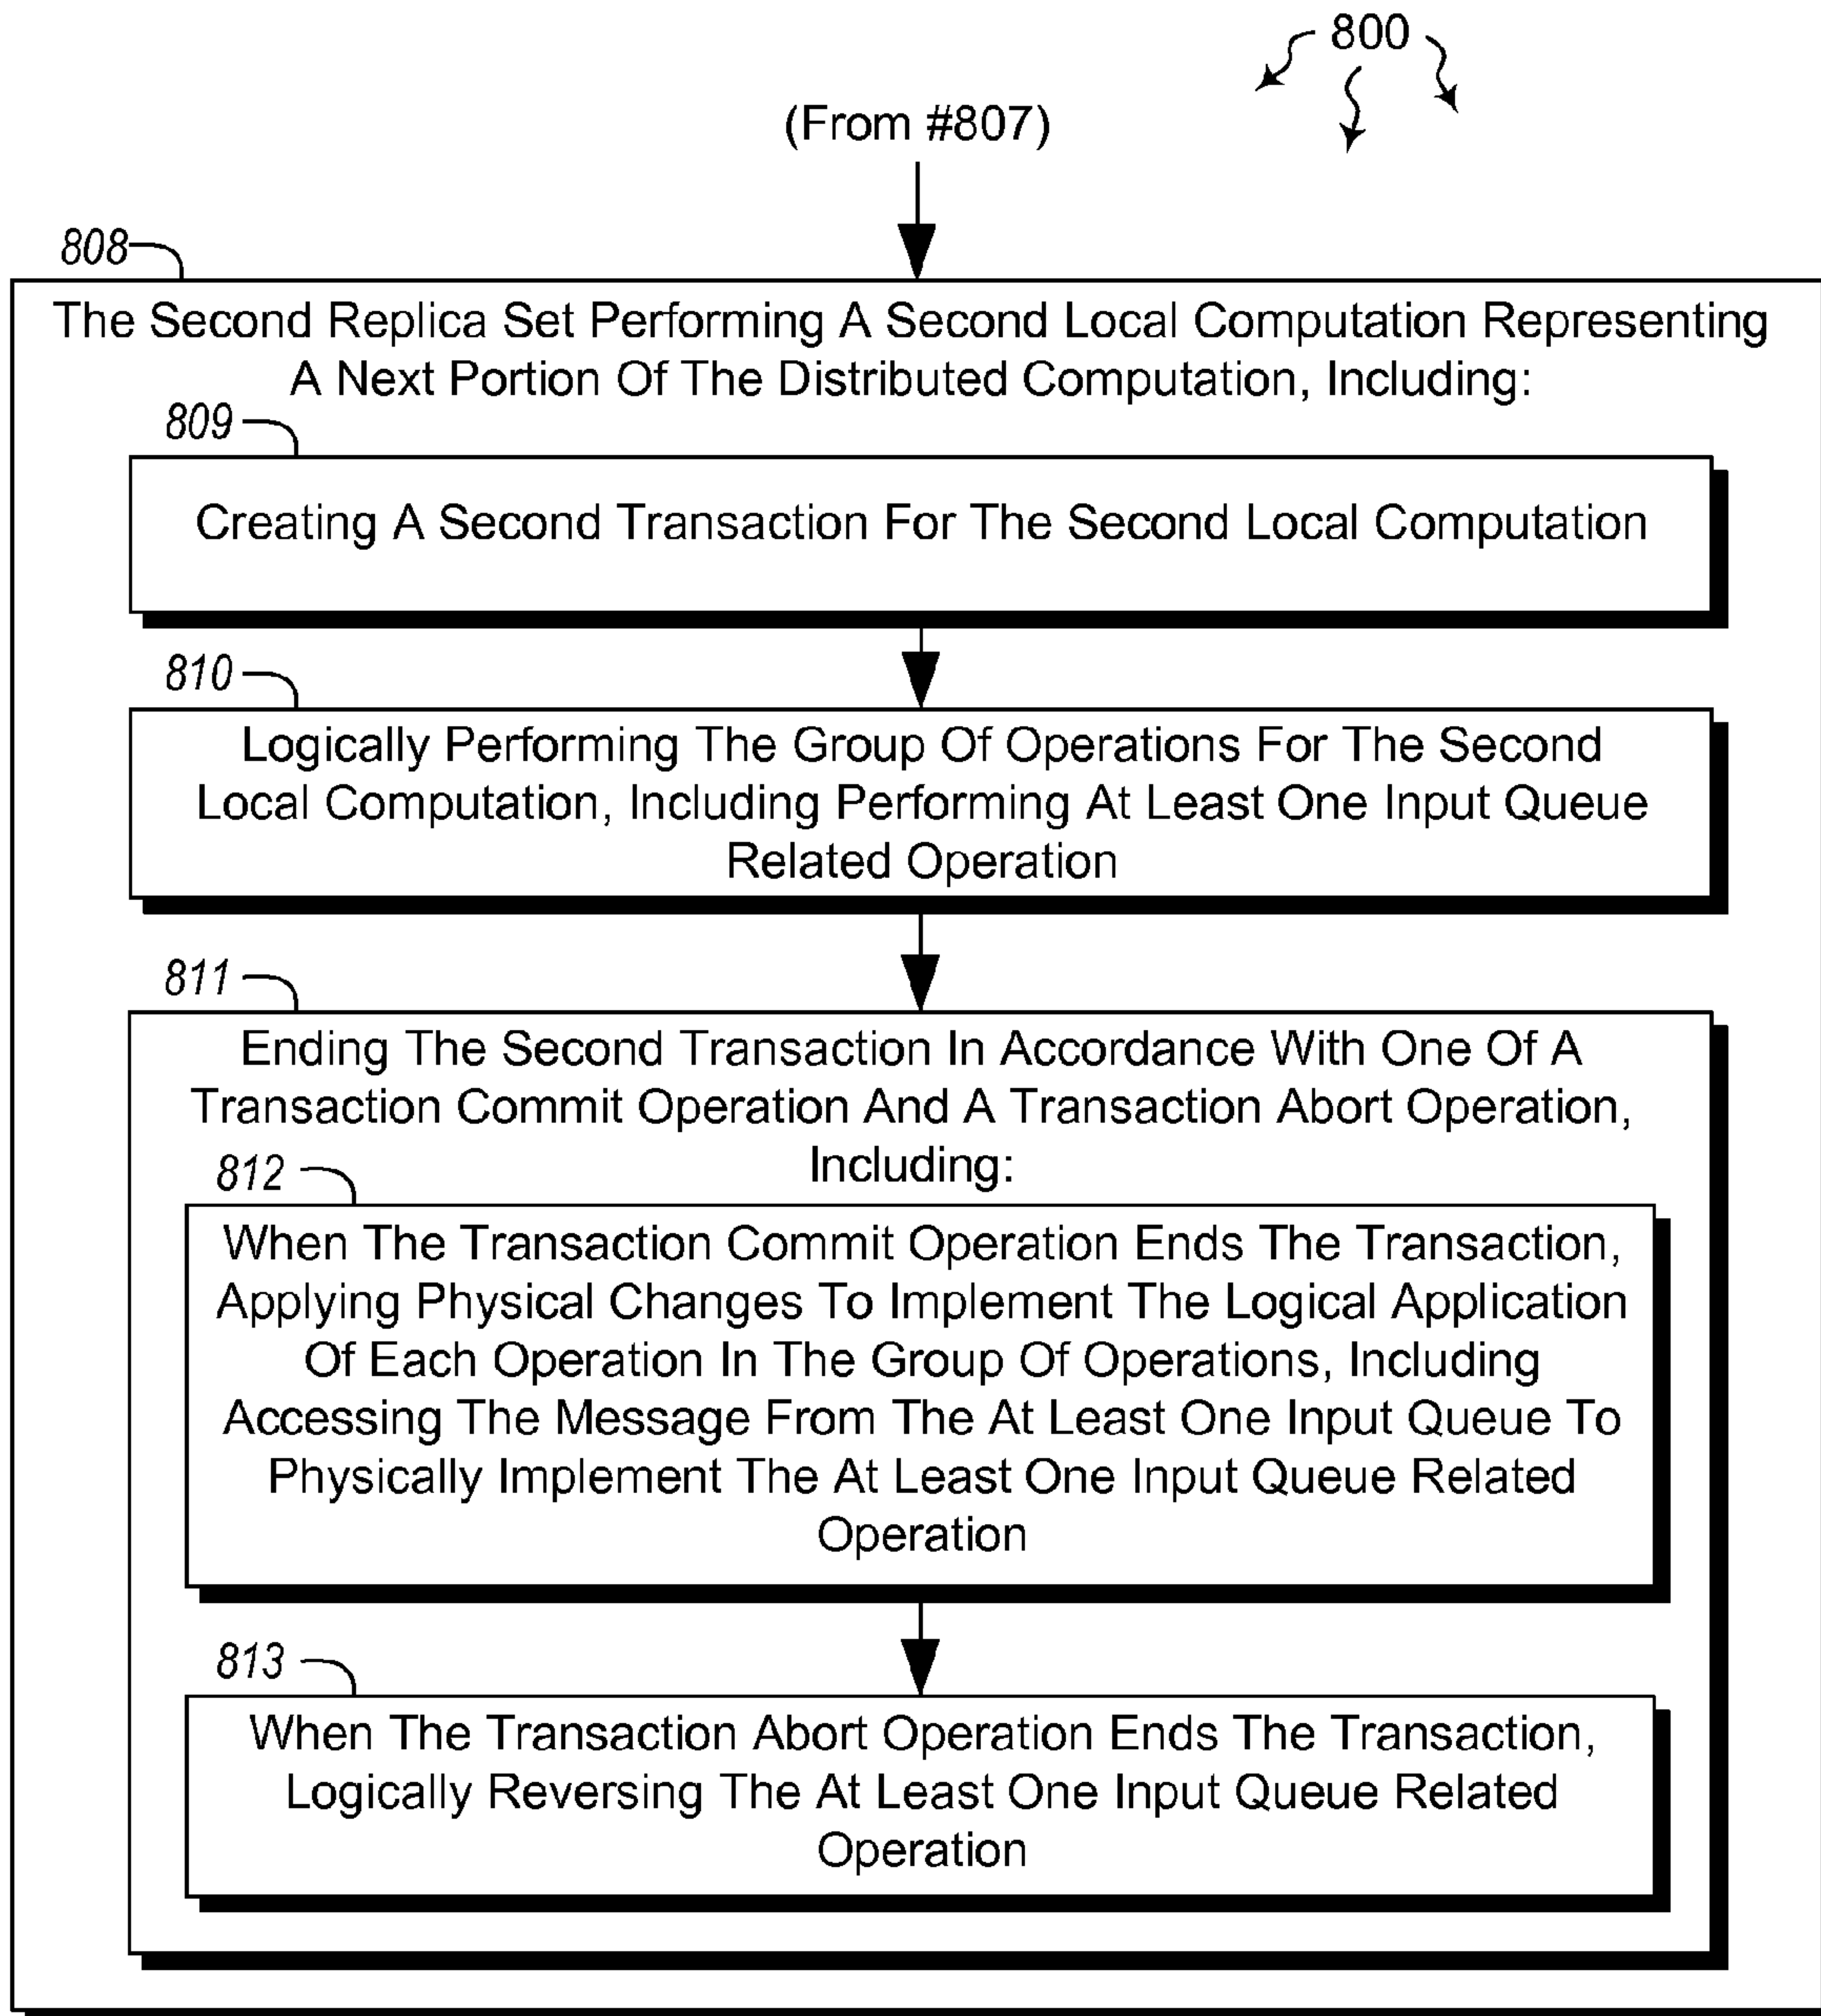 800
(From #807)
808
The Second Replica Set Performing A Second Local Computation Representing
A Next Portion Of The Distributed Computation, Including:
809
Creating A Second Transaction For The Second Local Computation
810
Logically Performing The Group Of Operations For The Second
Local Computation, Including Performing At Least One Input Queue
Related Operation
811
Ending The Second Transaction In Accordance With One Of A
Transaction Commit Operation And A Transaction Abort Operation,
Including:
812
When The Transaction Commit Operation Ends The Transaction,
Applying Physical Changes To Implement The Logical Application
Of Each Operation In The Group Of Operations, Including
Accessing The Message From The At Least One Input Queue To
Physically Implement The At Least One Input Queue Related
Operation
813
When The Transaction Abort Operation Ends The Transaction,
Logically Reversing The At Least One Input Queue Related
Operation